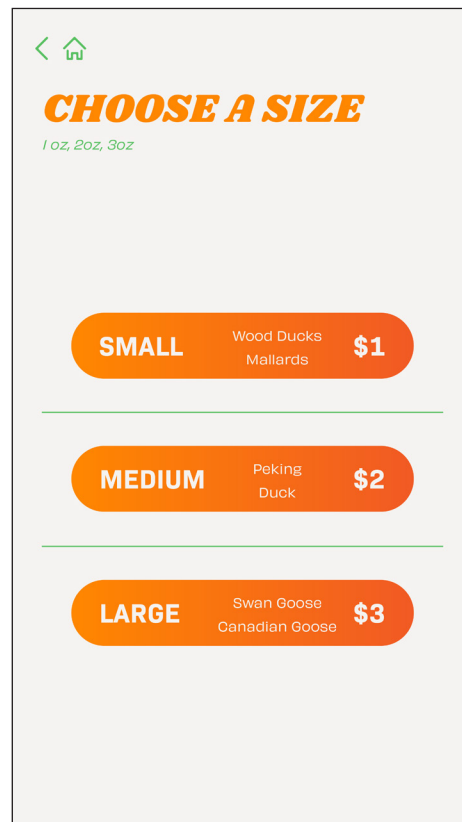 CHOOSE A SIZE
1 oz, 2oz, 3oz
SMALL
Wood Ducks
Mallards
$1
MEDIUM
Peking
Duck
$2
LARGE
Swan Goose
Canadian Goose
$3